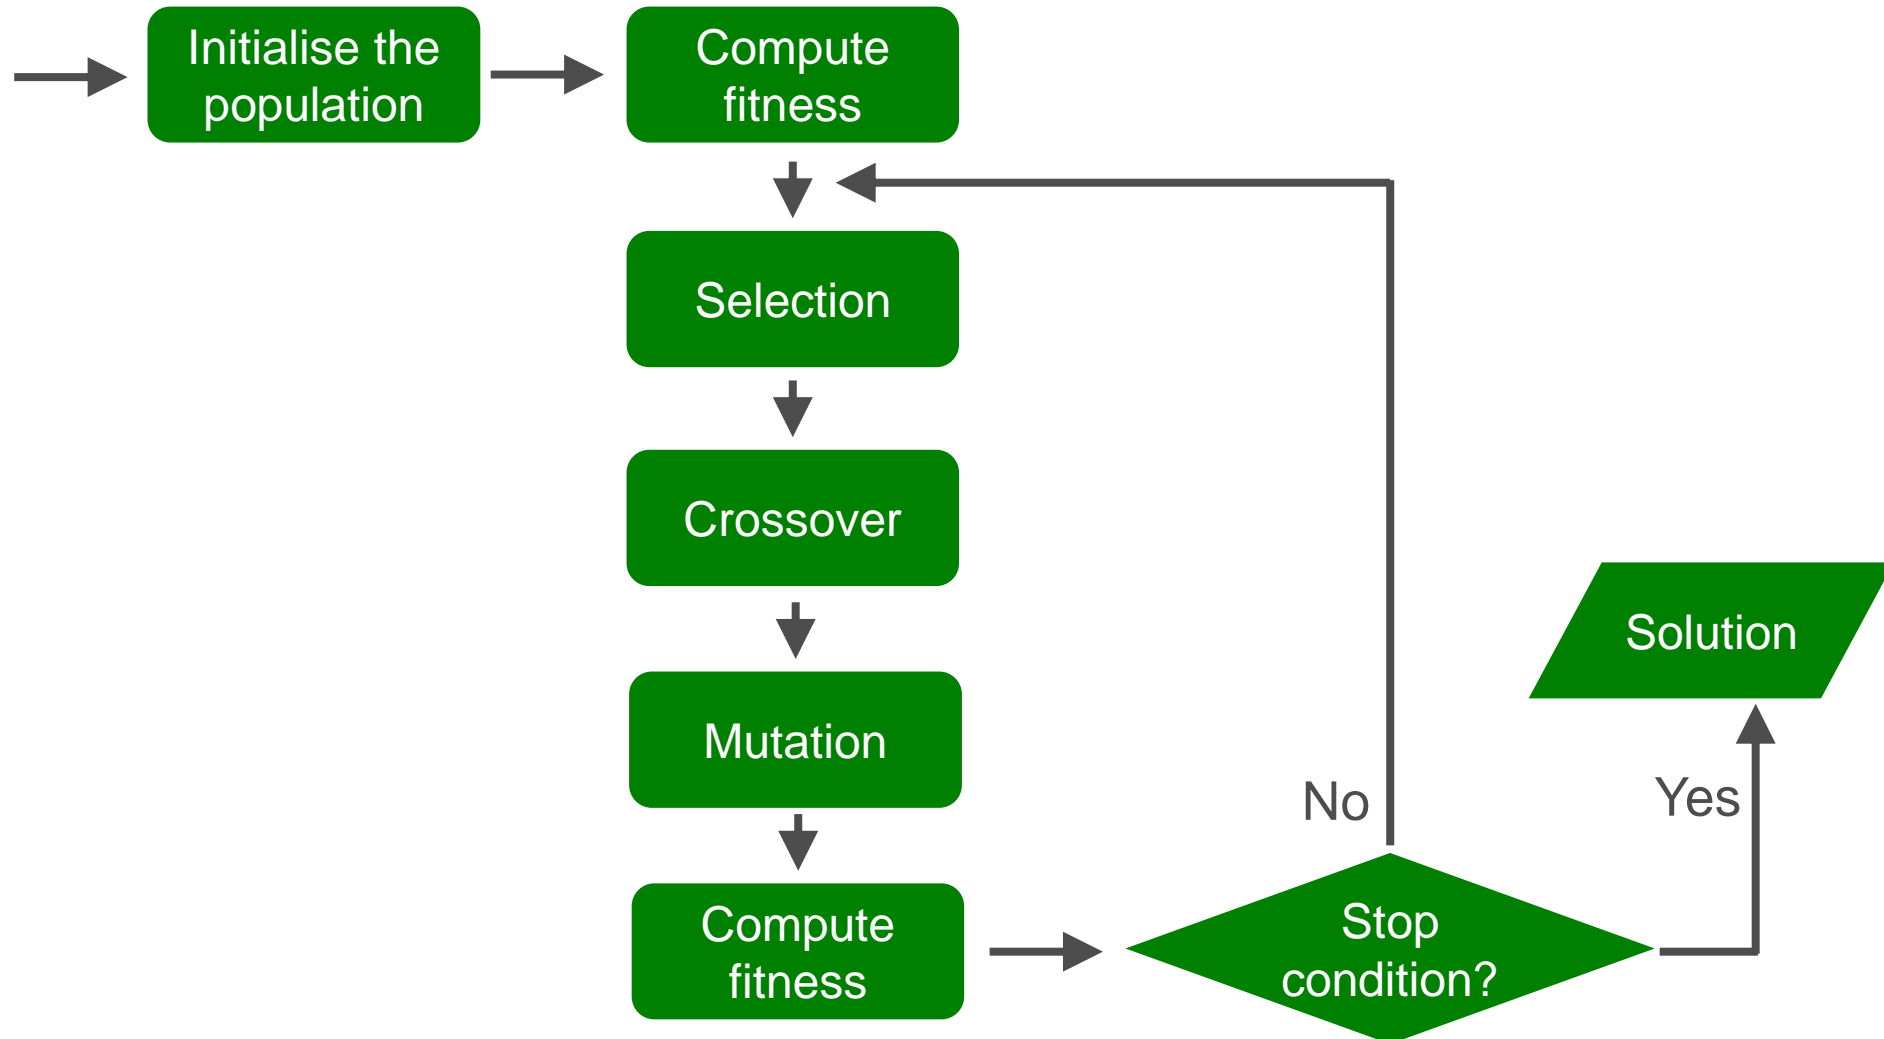 Initialise the
population
Compute
fitness
Selection
Crossover
Mutation
Compute
fitness
Stop
condition?
No
Yes
Solution